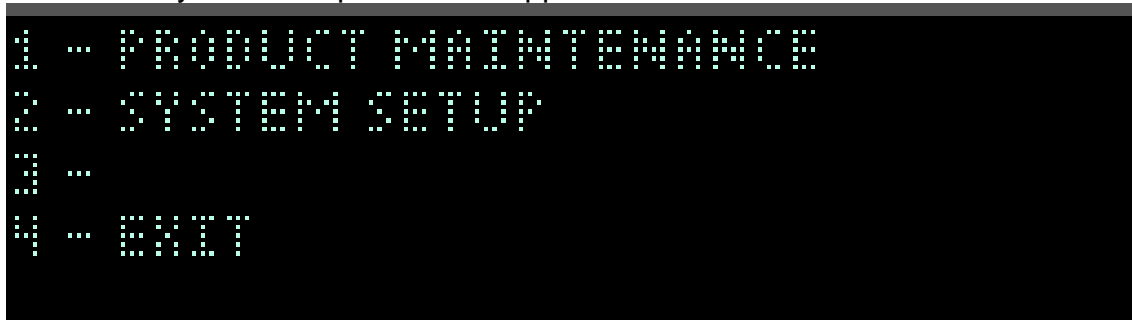 1 - PRODUCT MAINTENANCE
2 - SYSTEM SETUP
3 -
4 - EXIT